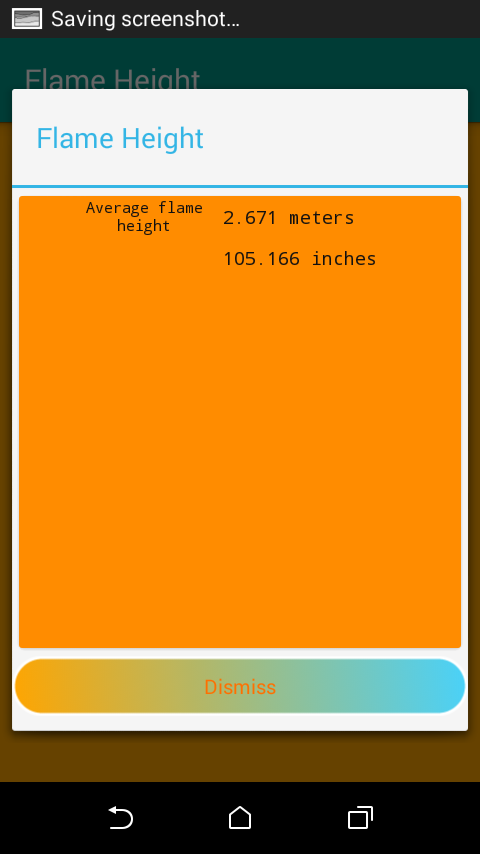 Saving screenshot...
Flame Height
Flame Height
Average flame
height
2.671 meters
105.166 inches
Dismiss